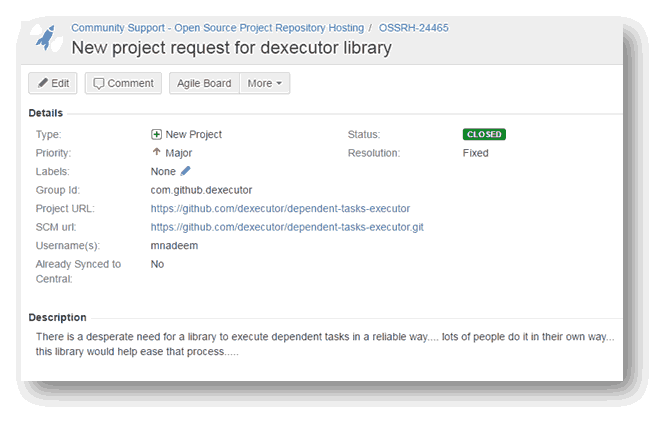 Community Support - Open Source Project Repository Hosting / OSSRH-24465
New project request for dexecutor library
Edit Comment Agile Board More
Details
Type: New Project Status: CLOSED
Priority: Major Resolution: Fixed
Labels: None
Group Id: com.github.dexecutor
Project URL: https://github.com/dexecutor/dependent-tasks-executor
SCM url: https://github.com/dexecutor/dependent-tasks-executor.git
Username(s): mnadeem
Already Synced to No
Central:
Description
There is a desperate need for a library to execute dependent tasks in a reliable way.... lots of people do it in their own way...
this library would help ease that process.....